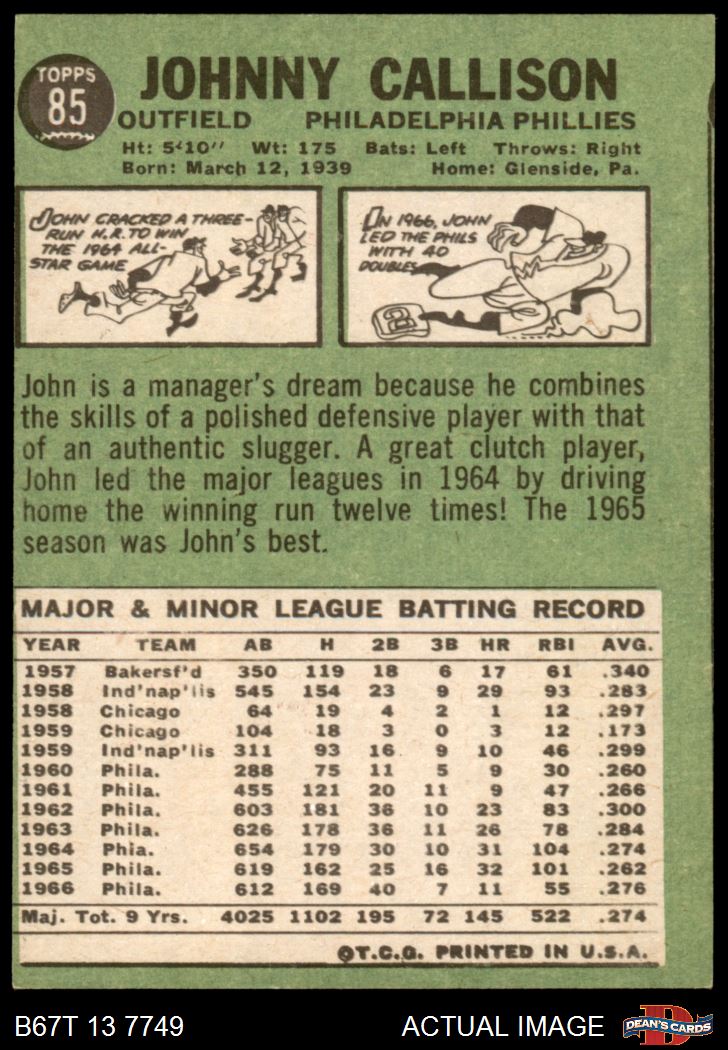 TOPPS
85
JOHNNY CALLISON
OUTFIELD PHILADELPHIA PHILLIES
Ht: 5'10" Wt: 175 Bats: Left Throws: Right
Born: March 12, 1939 Home: Glenside, Pa.
JOHN CRACKED A THREE-
RUN H.R. TO WIN
THE 1964 ALL-
STAR GAME
IN 1966, JOHN
LED THE PHILS
WITH 40
DOUBLES
2
John is a manager's dream because he combines
the skills of a polished defensive player with that
of an authentic slugger. A great clutch player,
John led the major leagues in 1964 by driving
home the winning run twelve times! The 1965
season was John's best.
MAJOR & MINOR LEAGUE BATTING RECORD
YEAR TEAM AB H 2B 3B HR RBI AVG.
1957 Bakersf'd 350 119 18 6 17 61 .340
1958 Ind'nap'lis 545 154 23 9 29 93 .283
1958 Chicago 64 19 4 2 1 12 .297
1959 Chicago 104 18 3 0 3 12 .173
1959 Ind'nap'lis 311 93 16 9 10 46 .299
1960 Phila. 288 75 11 5 9 30 .260
1961 Phila. 455 121 20 11 9 47 .266
1962 Phila. 603 181 36 10 23 83 .300
1963 Phila. 626 178 36 11 26 78 .284
1964 Phia. 654 179 30 10 31 104 .274
1965 Phila. 619 162 25 16 32 101 .262
1966 Phila. 612 169 40 7 11 55 .276
Maj. Tot. 9 Yrs. 4025 1102 195 72 145 522 .274
©T.C.G. PRINTED IN U.S.A.
B67T 13 7749 ACTUAL IMAGE
D
DEAN'S CARDS